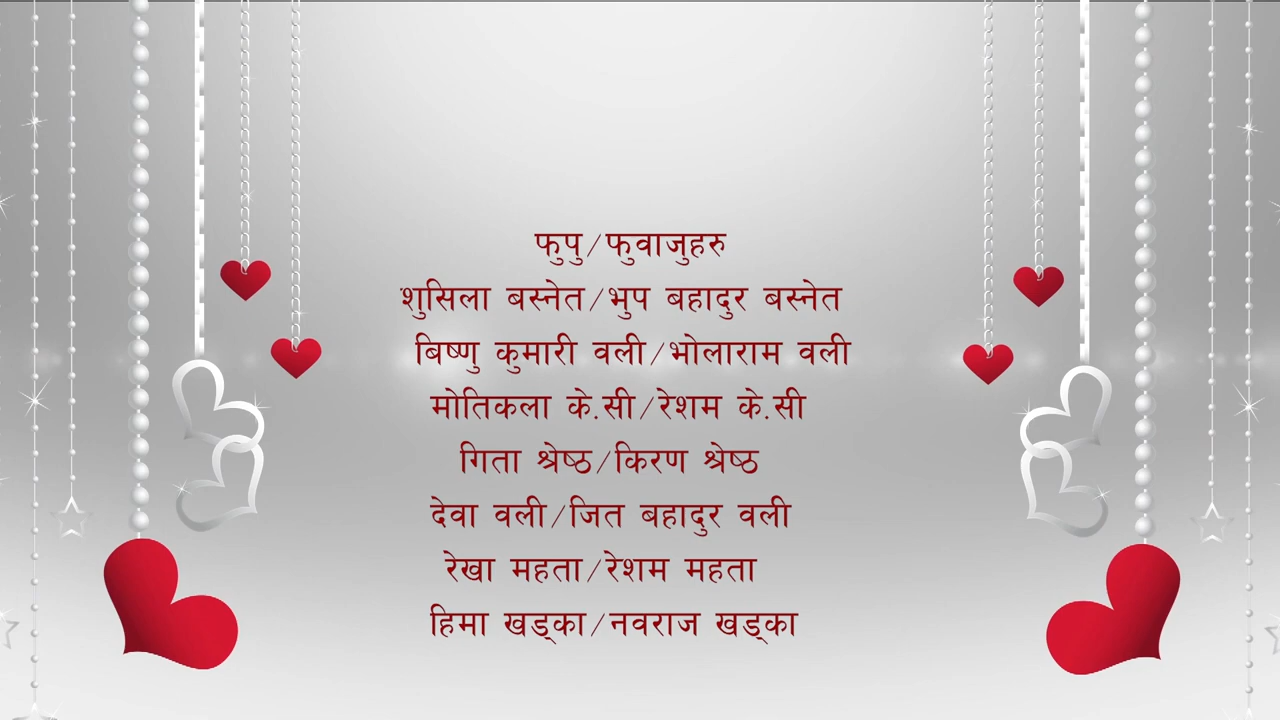 फुपु/फुवाजुहरु
शुसिला बस्नेत/भुप बहादुर बस्नेत
बिष्णु कुमारी वली/भोलाराम वली
मोतिकला के.सी/रेशम के.सी
गिता श्रेष्ठ/किरण श्रेष्ठ
देवा वली/जित बहादुर वली
रेखा महता/रेशम महता
हिमा खड्का/नवराज खड्का